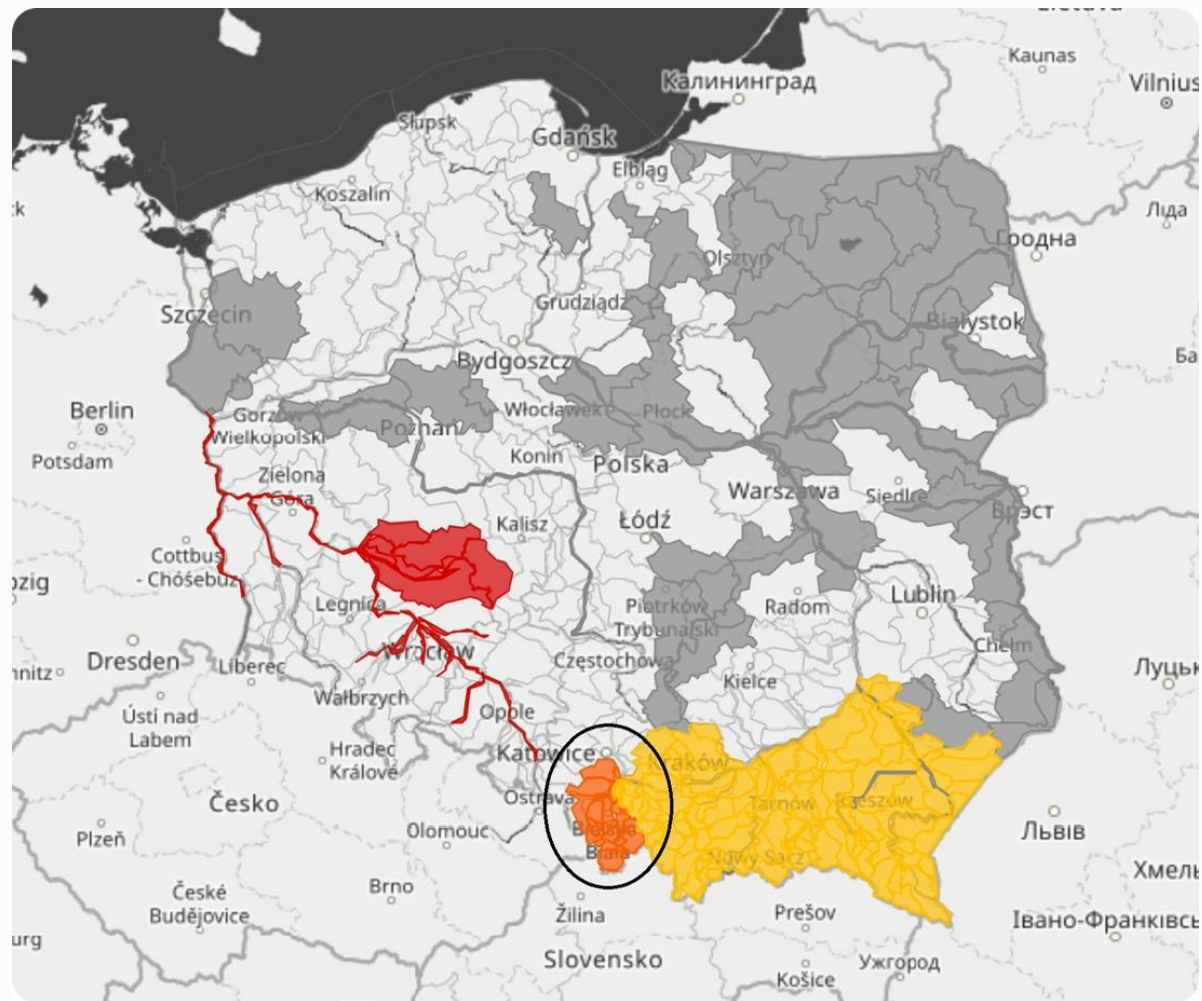 Kaunas
Калининград
Vilnius
Słupsk
Gdańsk
Elbląg
Koszalin
Ліда
Гродна
Olsztyn
Grudziądz
Szczecin
Białystok
Bydgoszcz
Berlin
Gorzów
Wielkopolski
Włocławek
Płock
Poznań
Potsdam
Konin
Polska
Zielona
Góra
Warszawa
Siedlce
Брэст
Kalisz
Łódź
Cottbus
- Chóśebuz
Legnica
Piotrków
Trybunalski
Radom
Lublin
Wrocław
Dresden
Liberec
Częstochowa
Chełm
Луцьк
Kielce
Wałbrzych
Opole
Ústí nad
Labem
Hradec
Králové
Katowice
Kraków
Ostrava
Tarnów
Rzeszów
Česko
Olomouc
Bielsko
Biała
Nowy Sącz
Львів
Plzeň
Brno
České
Budějovice
Žilina
Prešov
Івано-Франківсь
Slovensko
Košice
Ужгород